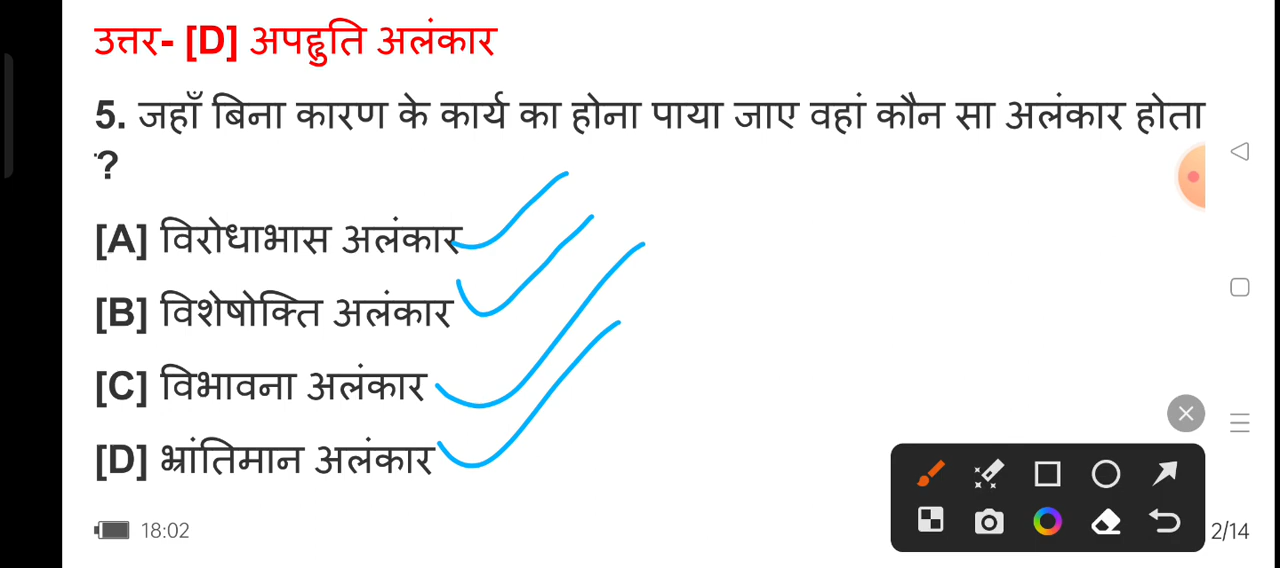 उत्तर- [D] अपह्नुति अलंकार
5. जहाँ बिना कारण के कार्य का होना पाया जाए वहां कौन सा अलंकार होता
?
[A] विरोधाभास अलंकार
[B] विशेषोक्ति अलंकार
[C] विभावना अलंकार
[D] भ्रांतिमान अलंकार
18:02
2/14